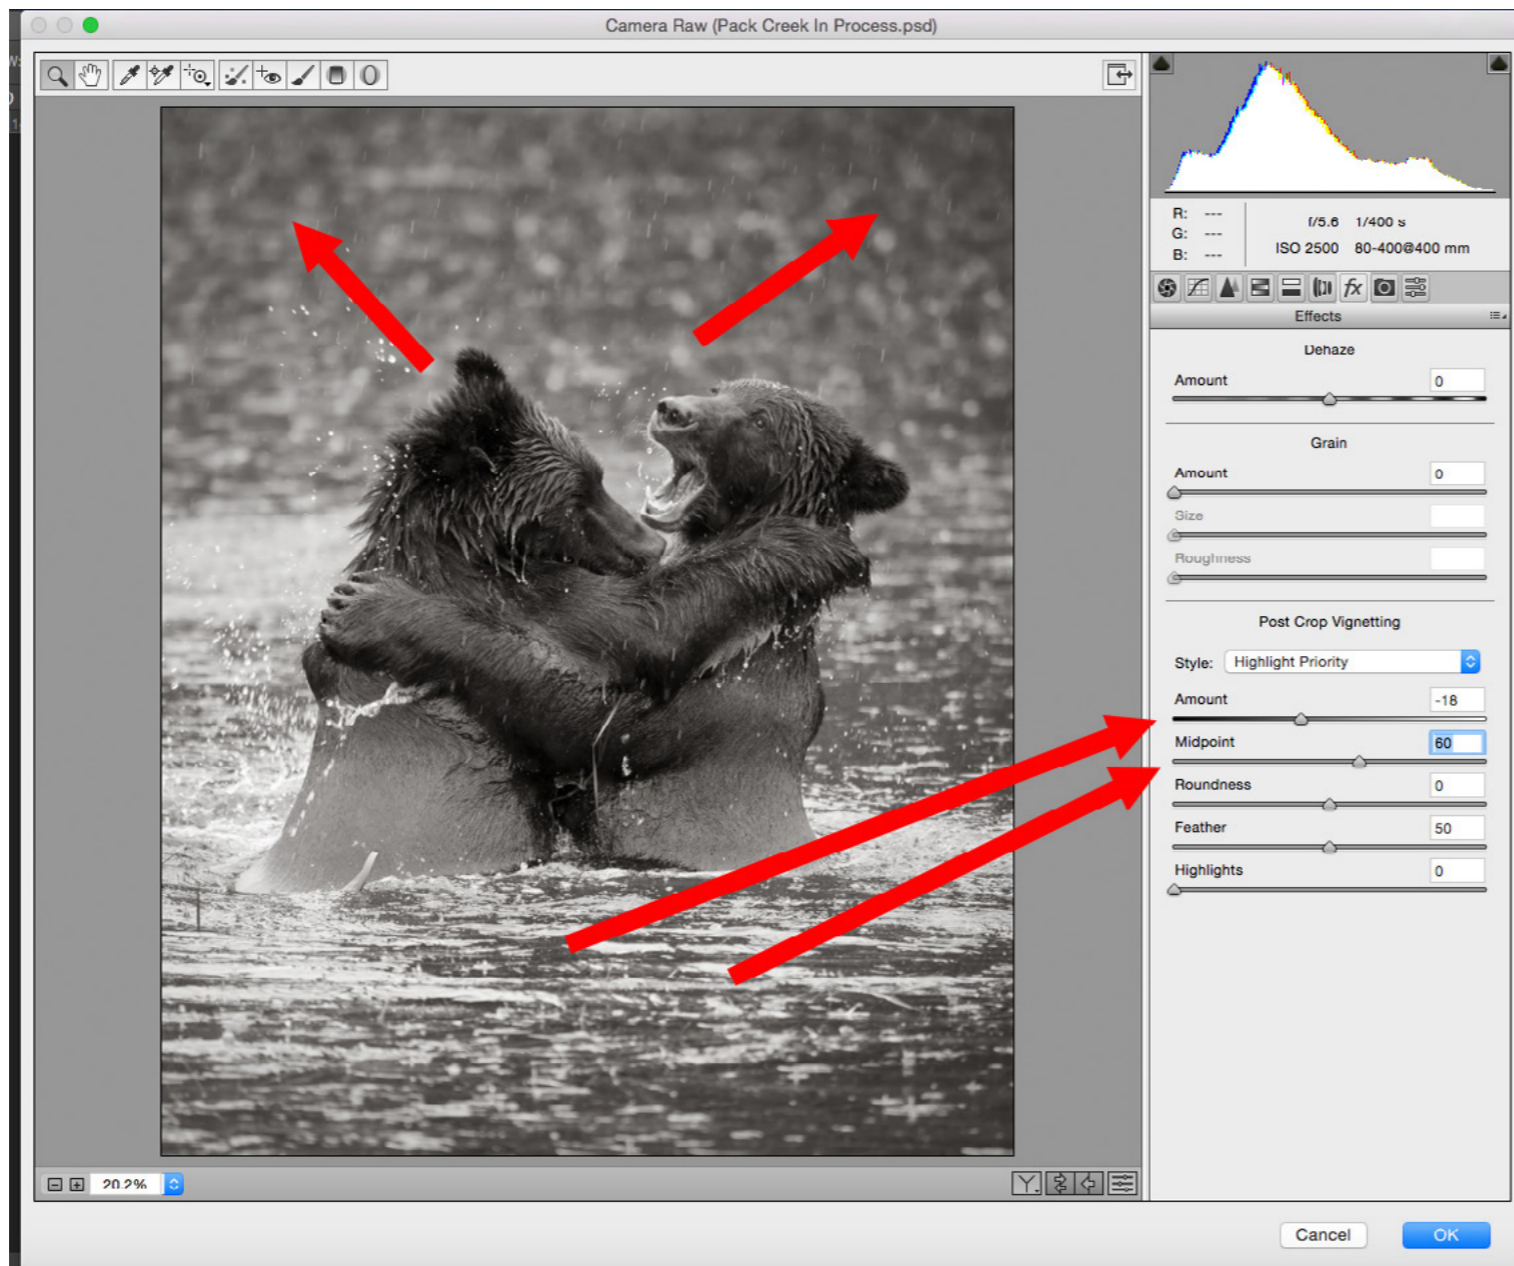 Camera Raw (Pack Creek In Process.psd)
R: ---
G: ---
B: ---
f/5.6 1/400 s
ISO 2500 80-400@400 mm
fx
Effects
Dehaze
Amount 0
Grain
Amount 0
Size
Roughness
Post Crop Vignetting
Style: Highlight Priority
Amount -18
Midpoint 60
Roundness 0
Feather 50
Highlights 0
20.2%
Y
Cancel OK